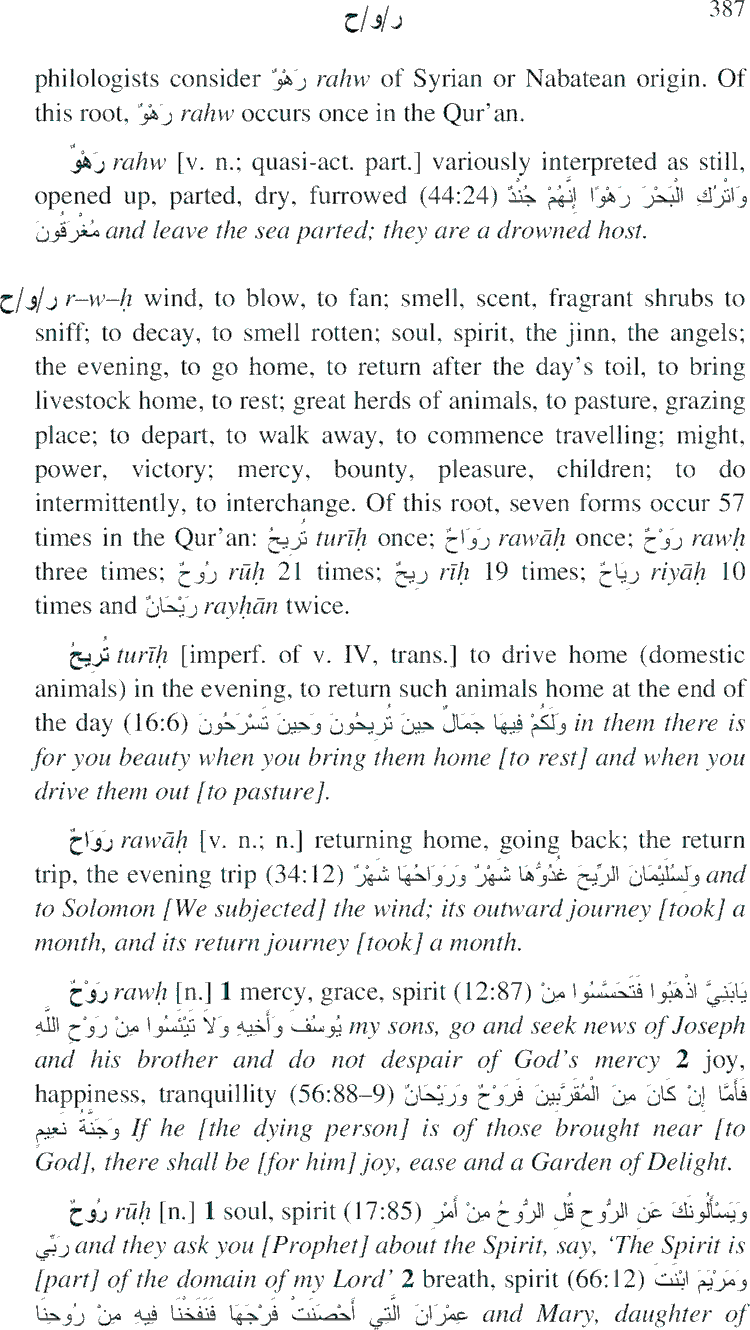 387
ر/و/ح
philologists consider رَهْوٌ rahw of Syrian or Nabatean origin. Of
this root, رَهْوٌ rahw occurs once in the Qur'an.
رَهْوٌ rahw [v. n.; quasi-act. part.] variously interpreted as still,
opened up, parted, dry, furrowed (44:24) وَاتْرُكِ الْبَحْرَ رَهْوًا إِنَّهُمْ جُنْدٌ
مُغْرَقُونَ and leave the sea parted; they are a drowned host.
ر/و/ح r–w–ḥ wind, to blow, to fan; smell, scent, fragrant shrubs to
sniff; to decay, to smell rotten; soul, spirit, the jinn, the angels;
the evening, to go home, to return after the day's toil, to bring
livestock home, to rest; great herds of animals, to pasture, grazing
place; to depart, to walk away, to commence travelling; might,
power, victory; mercy, bounty, pleasure, children; to do
intermittently, to interchange. Of this root, seven forms occur 57
times in the Qur'an: تُرِيحُ turīḥ once; رَوَاحٌ rawāḥ once; رَوْحٌ rawḥ
three times; رُوحٌ rūḥ 21 times; رِيحٌ rīḥ 19 times; رِيَاحٌ riyāḥ 10
times and رَيْحَانٌ rayḥān twice.
تُرِيحُ turīḥ [imperf. of v. IV, trans.] to drive home (domestic
animals) in the evening, to return such animals home at the end of
the day (16:6) وَلَكُمْ فِيهَا جَمَالٌ حِينَ تُرِيحُونَ وَحِينَ تَسْرَحُونَ in them there is
for you beauty when you bring them home [to rest] and when you
drive them out [to pasture].
رَوَاحٌ rawāḥ [v. n.; n.] returning home, going back; the return
trip, the evening trip (34:12) وَلِسُلَيْمَانَ الرِّيحَ غُدُوُّهَا شَهْرٌ وَرَوَاحُهَا شَهْرٌ and
to Solomon [We subjected] the wind; its outward journey [took] a
month, and its return journey [took] a month.
رَوْحٌ rawḥ [n.] 1 mercy, grace, spirit (12:87) يَابَنِيَّ اذْهَبُوا فَتَحَسَّسُوا مِنْ
يُوسُفَ وَأَخِيهِ وَلاَ تَيْئَسُوا مِنْ رَوْحِ اللَّهِ my sons, go and seek news of Joseph
and his brother and do not despair of God's mercy 2 joy,
happiness, tranquillity (56:88–9) فَأَمَّا إِنْ كَانَ مِنَ الْمُقَرَّبِينَ فَرَوْحٌ وَرَيْحَانٌ
وَجَنَّةُ نَعِيمٍ If he [the dying person] is of those brought near [to
God], there shall be [for him] joy, ease and a Garden of Delight.
رُوحٌ rūḥ [n.] 1 soul, spirit (17:85) وَيَسْأَلُونَكَ عَنِ الرُّوحِ قُلِ الرُّوحُ مِنْ أَمْرِ
رَبِّي and they ask you [Prophet] about the Spirit, say, 'The Spirit is
[part] of the domain of my Lord' 2 breath, spirit (66:12) وَمَرْيَمَ ابْنَتَ
عِمْرَانَ الَّتِي أَحْصَنَتْ فَرْجَهَا فَنَفَخْنَا فِيهِ مِنْ رُوحِنَا and Mary, daughter of